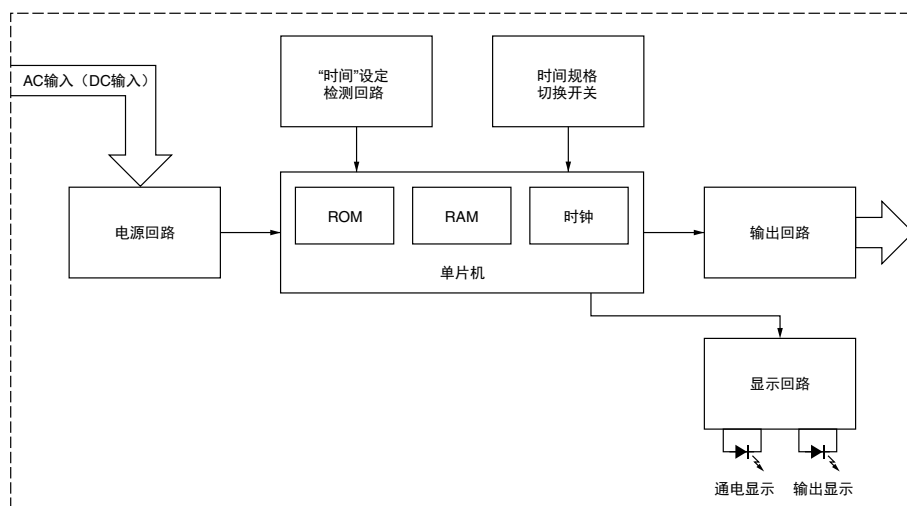 AC输入（DC输入）
“时间”设定
检测回路
时间规格
切换开关
电源回路
ROM
RAM
时钟
单片机
输出回路
显示回路
通电显示
输出显示